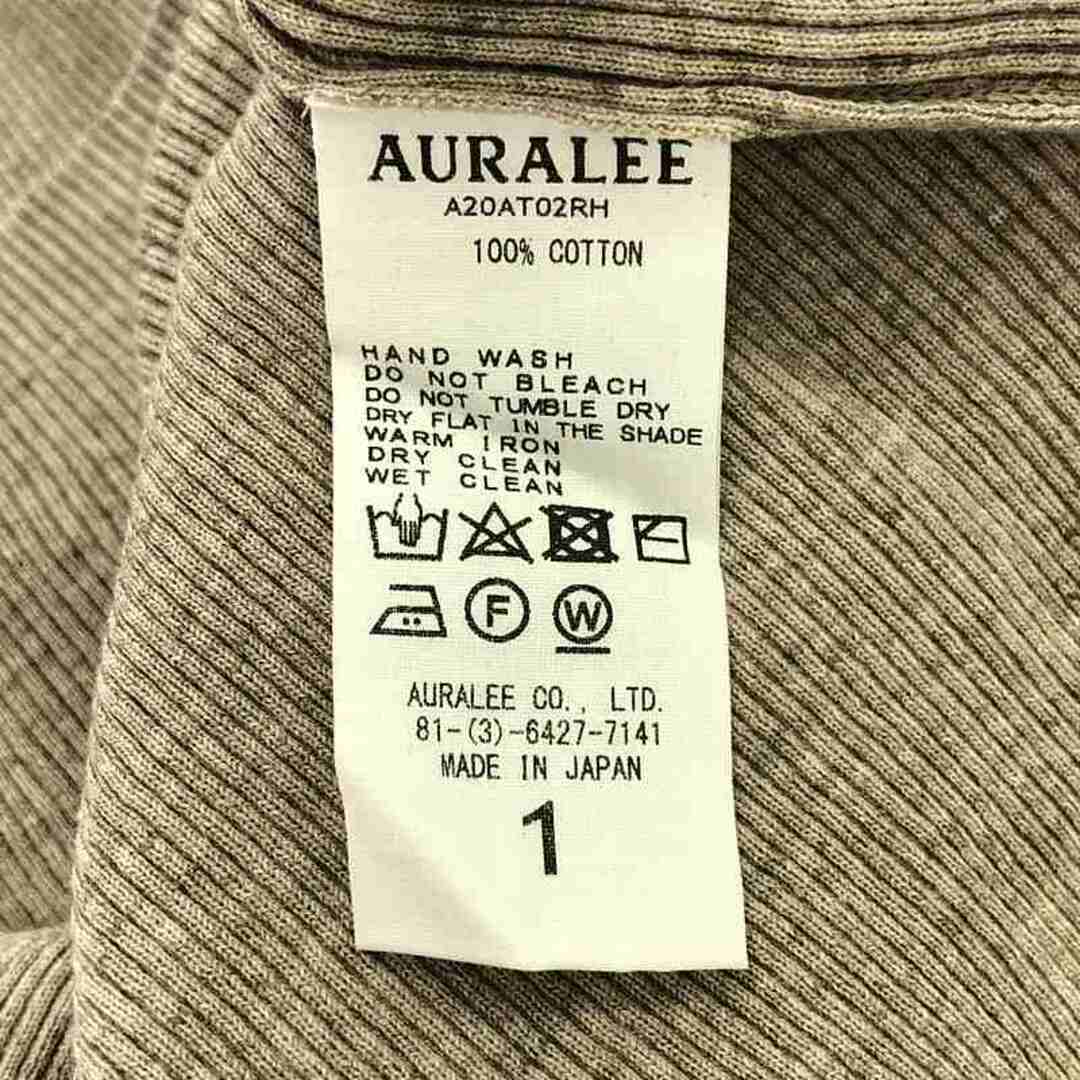 AURALEE
A20AT02RH
100% COTTON
HAND WASH
DO NOT BLEACH
DO NOT TUMBLE DRY
DRY FLAT IN THE SHADE
WARM IRON
DRY CLEAN
WET CLEAN
F W
AURALEE CO., LTD.
81-(3)-6427-7141
MADE IN JAPAN
1